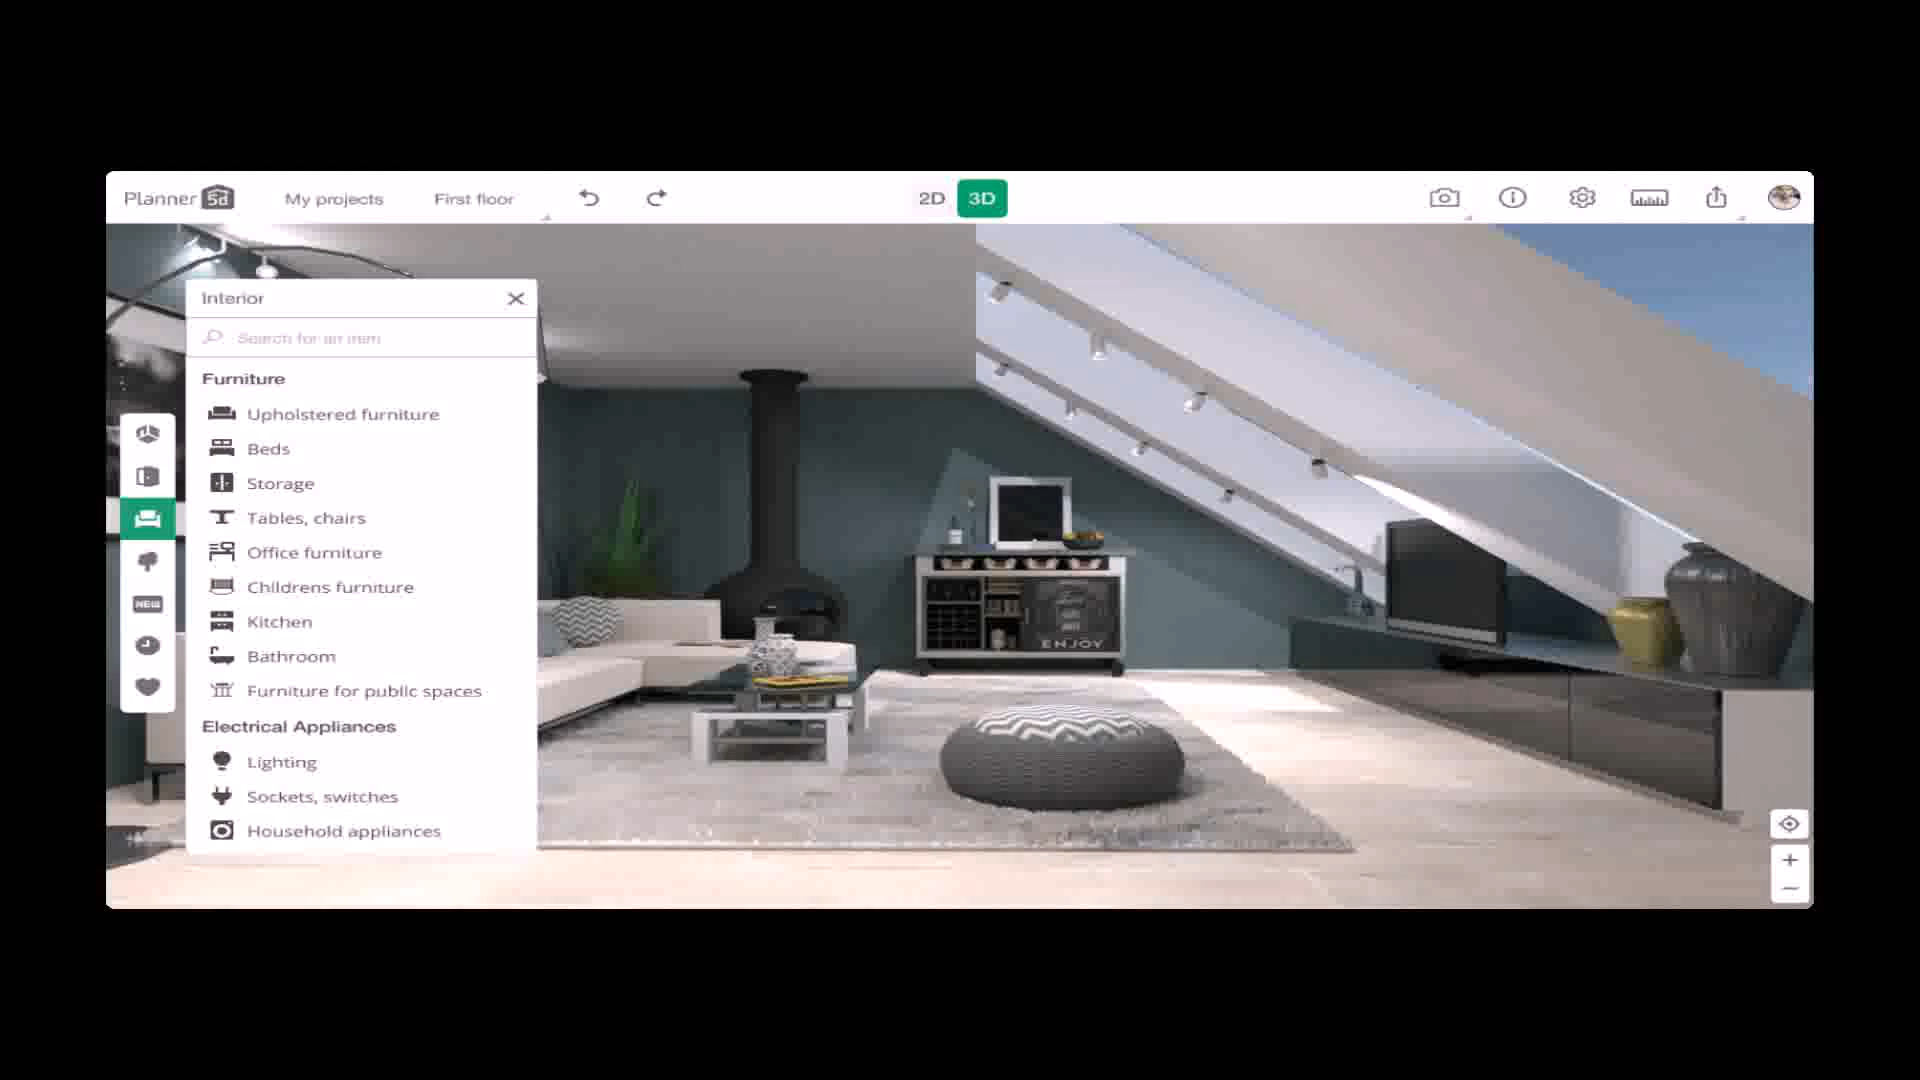 Planner 5d My projects First floor 2D 3D
Interior
Search for an item
Furniture
Upholstered furniture
Beds
Storage
Tables, chairs
Office furniture
Childrens furniture
Kitchen
Bathroom
Furniture for public spaces
Electrical Appliances
Lighting
Sockets, switches
Household appliances
NEW
ENJOY